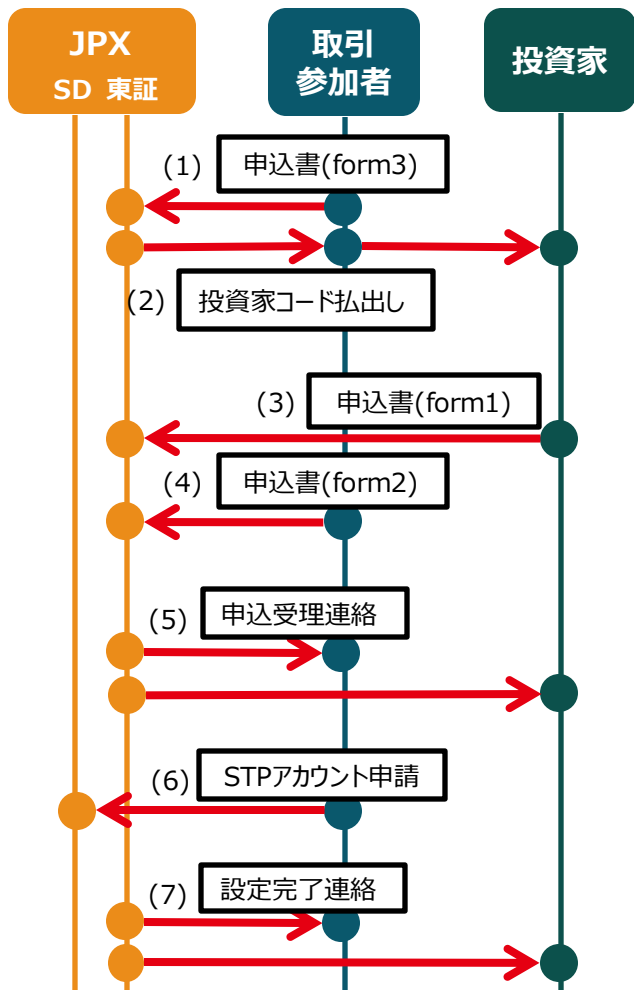 JPX
SD 東証
取引
参加者
投資家
(1) 申込書(form3)
(2) 投資家コード払出し
(3) 申込書(form1)
(4) 申込書(form2)
(5) 申込受理連絡
(6) STPアカウント申請
(7) 設定完了連絡